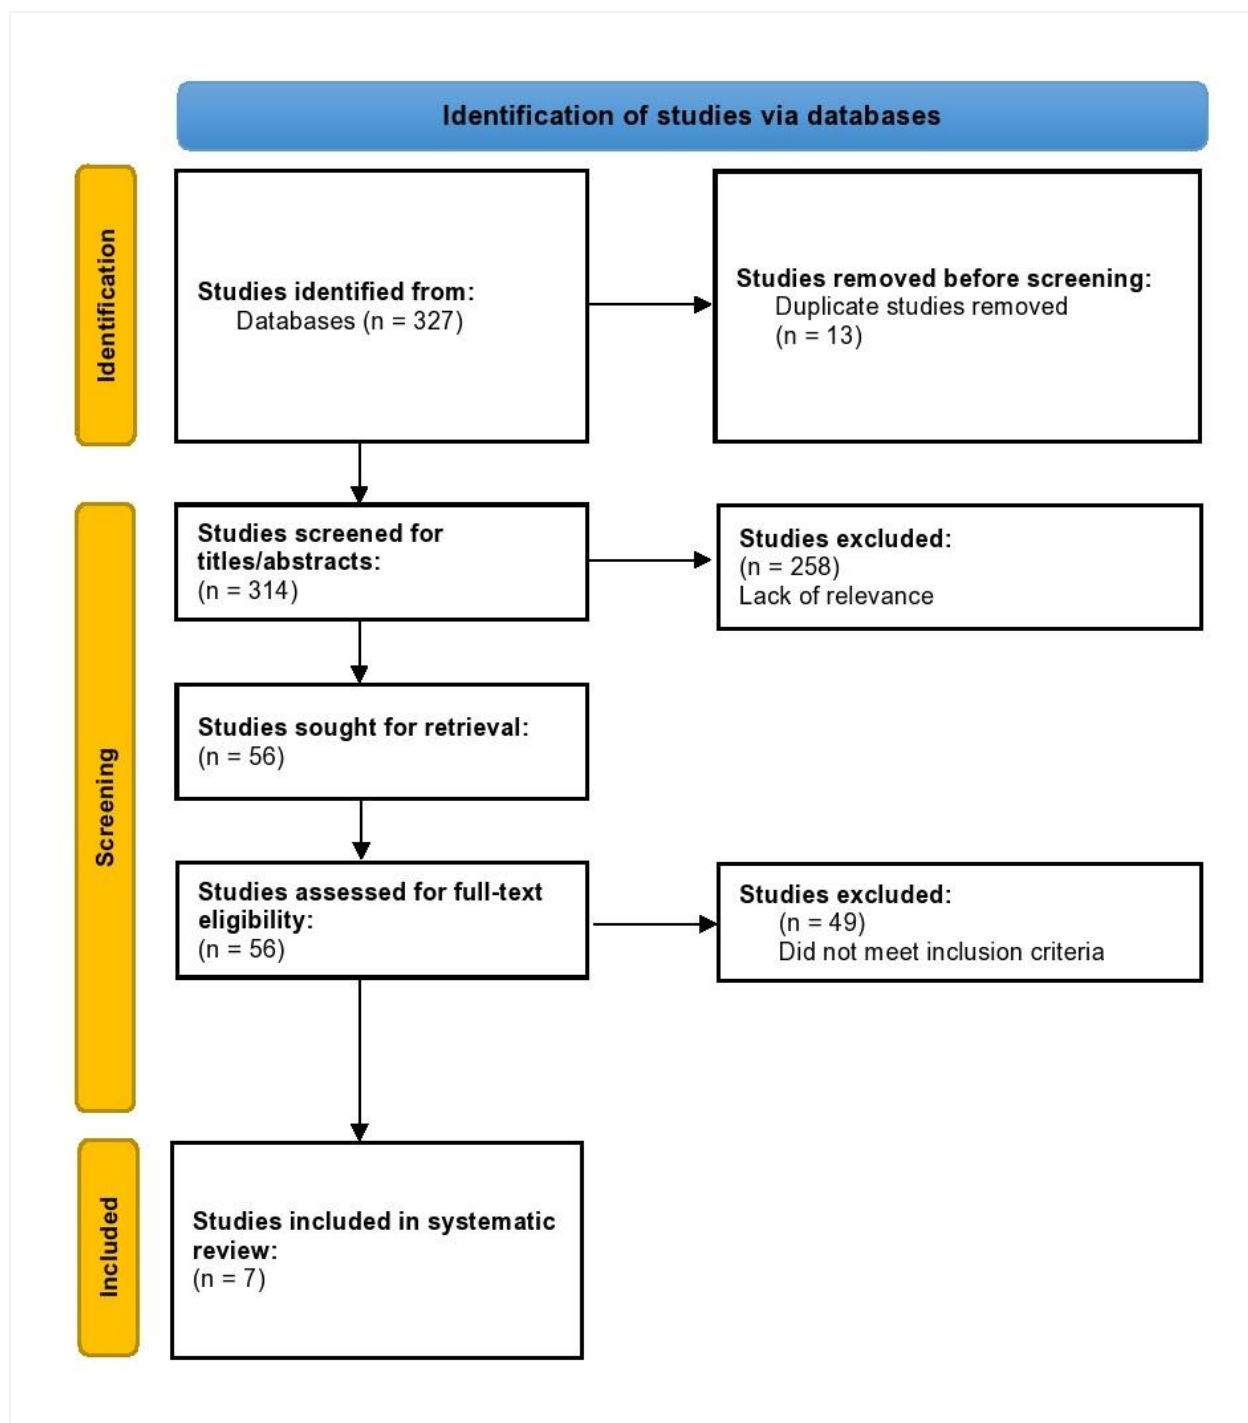 Identification of studies via databases
Identification
Studies identified from:
Databases (n = 327)
Studies removed before screening:
Duplicate studies removed
(n = 13)
Screening
Studies screened for
titles/abstracts:
(n = 314)
Studies excluded:
(n = 258)
Lack of relevance
Studies sought for retrieval:
(n = 56)
Studies assessed for full-text
eligibility:
(n = 56)
Studies excluded:
(n = 49)
Did not meet inclusion criteria
Included
Studies included in systematic
review:
(n = 7)